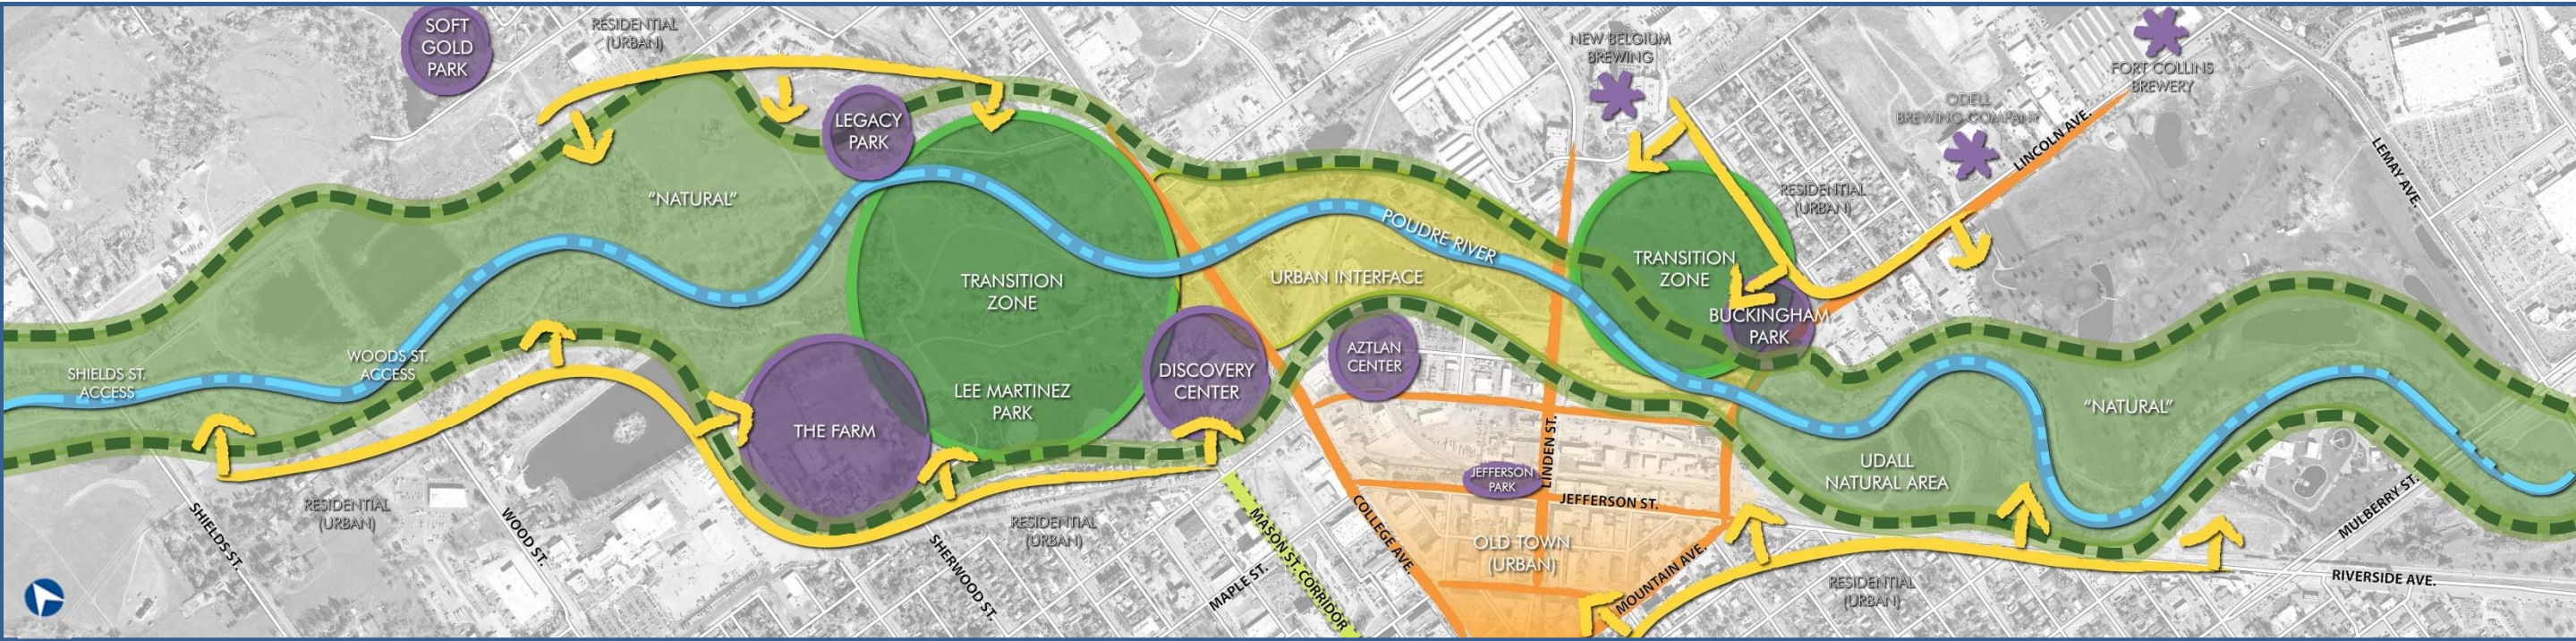 SOFT
GOLD
PARK
RESIDENTIAL
(URBAN)
NEW BELGIUM
BREWING
FORT COLLINS
BREWERY
ODELL
BREWING COMPANY
LINCOLN AVE.
LEMAY AVE.
LEGACY
PARK
"NATURAL"
RESIDENTIAL
(URBAN)
POUDRE RIVER
TRANSITION
ZONE
URBAN INTERFACE
TRANSITION
ZONE
BUCKINGHAM
PARK
SHIELDS ST.
ACCESS
WOODS ST.
ACCESS
THE FARM
LEE MARTINEZ
PARK
DISCOVERY
CENTER
AZTLAN
CENTER
"NATURAL"
UDALL
NATURAL AREA
JEFFERSON
PARK
LINDEN ST.
JEFFERSON ST.
SHIELDS ST.
RESIDENTIAL
(URBAN)
WOOD ST.
SHERWOOD ST.
RESIDENTIAL
(URBAN)
MAPLE ST.
MASON ST. CORRIDOR
COLLEGE AVE.
OLD TOWN
(URBAN)
MOUNTAIN AVE.
RESIDENTIAL
(URBAN)
MULBERRY ST.
RIVERSIDE AVE.